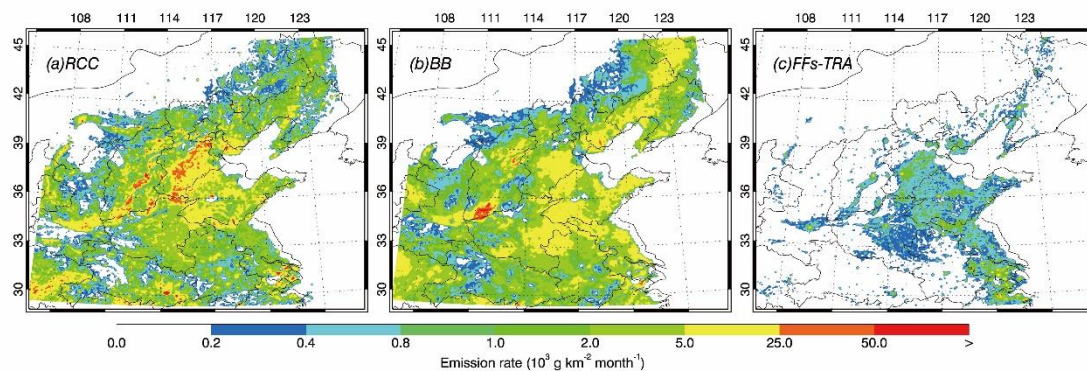 108 111 114 117 120 123 108 111 114 117 120 123 108 111 114 117 120 123
(a)RCC (b)BB (c)FFs-TRA
45 45 45
42 42 42
39 39 39
36 36 36
33 33 33
30 30 30
0.0 0.2 0.4 0.8 1.0 2.0 5.0 25.0 50.0 >
Emission rate (10³ g km⁻² month⁻¹)